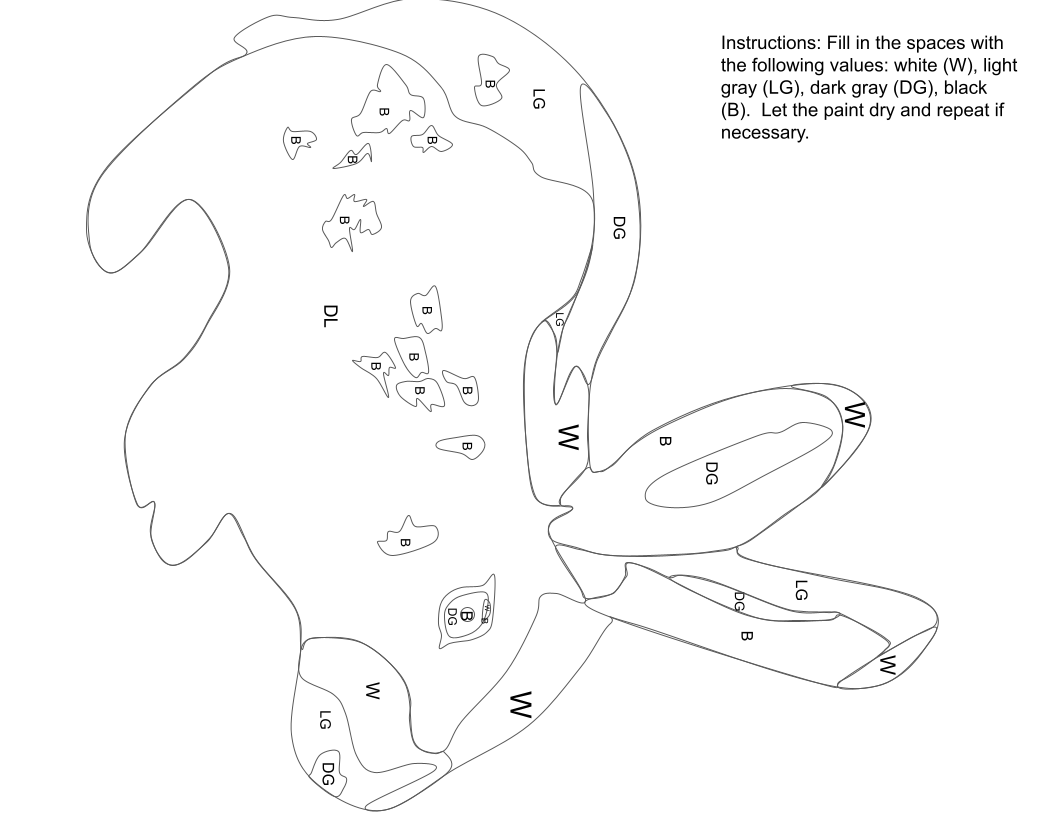 Instructions: Fill in the spaces with
the following values: white (W), light
gray (LG), dark gray (DG), black
(B).  Let the paint dry and repeat if
necessary.
B
LG
B
B
B
B
B
DG
DL
B
LG
B
B
B
B
W
B
W
B
DG
B
LG
DG
B
W
B
DG
B
W
W
LG
W
DG